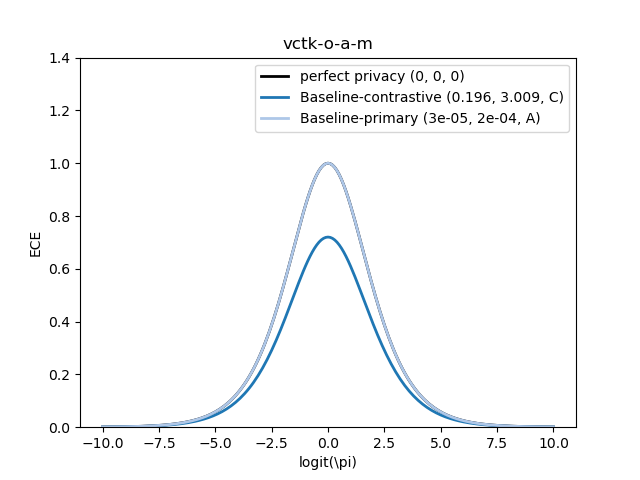 vctk-o-a-m
perfect privacy (0, 0, 0)
Baseline-contrastive (0.196, 3.009, C)
Baseline-primary (3e-05, 2e-04, A)
ECE
1.4
1.2
1.0
0.8
0.6
0.4
0.2
0.0
−10.0 −7.5 −5.0 −2.5 0.0 2.5 5.0 7.5 10.0
logit(\pi)